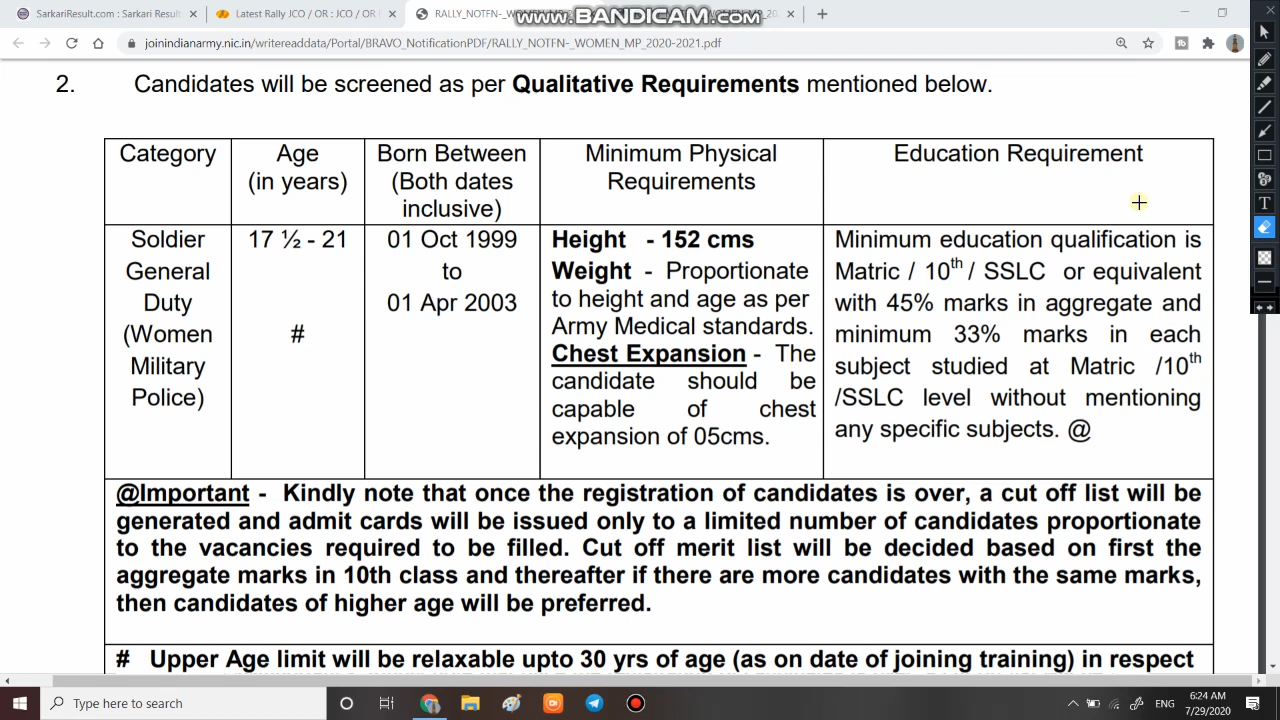 SarkariResult.com : Sarkari Result
Latest Rally JCO / OR : JCO / OR
RALLY_NOTFN-_WOMEN_MP_20
www.BANDICAM.com
joinindianarmy.nic.in/writereaddata/Portal/BRAVO_NotificationPDF/RALLY_NOTFN-_WOMEN_MP_2020-2021.pdf
2. Candidates will be screened as per Qualitative Requirements mentioned below.
Category
Age
(in years)
Born Between
(Both dates
inclusive)
Minimum Physical
Requirements
Education Requirement
Soldier
General
Duty
(Women
Military
Police)
17 ½ - 21
#
01 Oct 1999
to
01 Apr 2003
Height - 152 cms
Weight - Proportionate
to height and age as per
Army Medical standards.
Chest Expansion - The
candidate should be
capable of chest
expansion of 05cms.
Minimum education qualification is
Matric / 10th / SSLC or equivalent
with 45% marks in aggregate and
minimum 33% marks in each
subject studied at Matric /10th
/SSLC level without mentioning
any specific subjects. @
@Important - Kindly note that once the registration of candidates is over, a cut off list will be
generated and admit cards will be issued only to a limited number of candidates proportionate
to the vacancies required to be filled. Cut off merit list will be decided based on first the
aggregate marks in 10th class and thereafter if there are more candidates with the same marks,
then candidates of higher age will be preferred.
# Upper Age limit will be relaxable upto 30 yrs of age (as on date of joining training) in respect
Type here to search
ENG
6:24 AM
7/29/2020